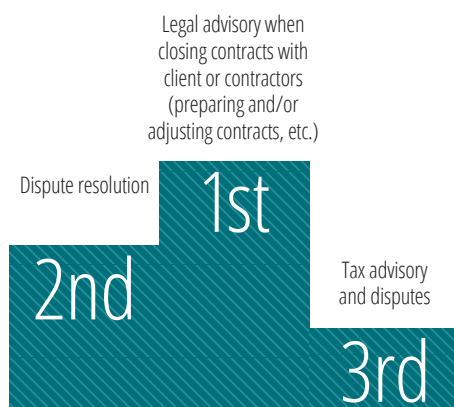 Legal advisory when
closing contracts with
client or contractors
(preparing and/or
adjusting contracts, etc.)
Dispute resolution
1st
2nd
Tax advisory
and disputes
3rd